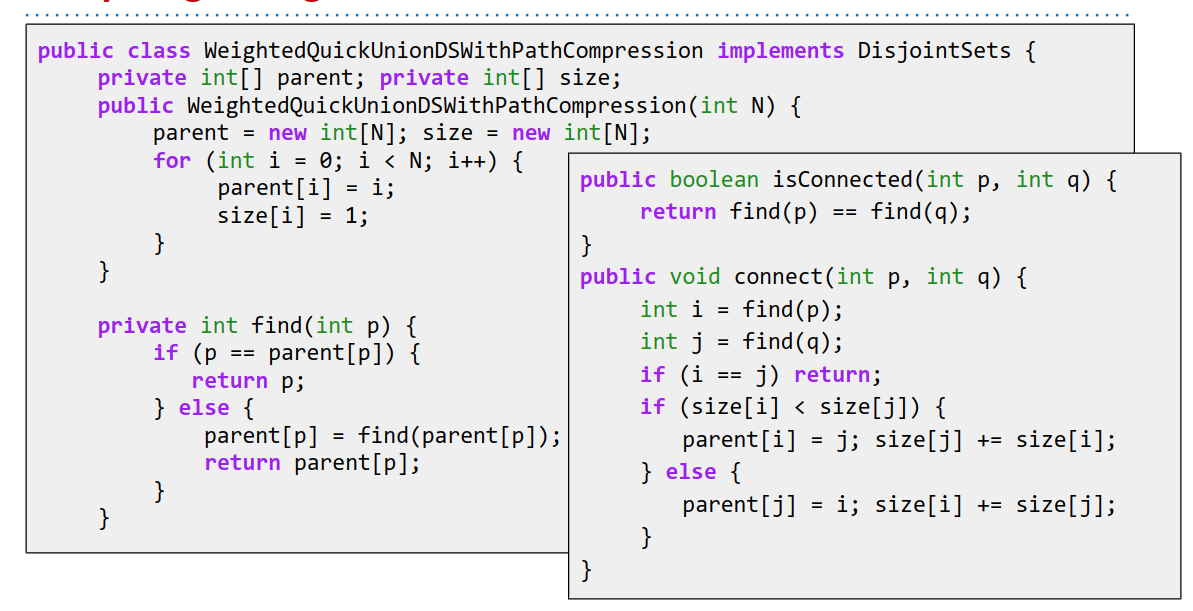 public class WeightedQuickUnionDSWithPathCompression implements DisjointSets {
private int[] parent; private int[] size;
public WeightedQuickUnionDSWithPathCompression(int N) {
parent = new int[N]; size = new int[N];
for (int i = 0; i < N; i++) {
parent[i] = i;
size[i] = 1;
}
}
private int find(int p) {
if (p == parent[p]) {
return p;
} else {
parent[p] = find(parent[p]);
return parent[p];
}
}
public boolean isConnected(int p, int q) {
return find(p) == find(q);
}
public void connect(int p, int q) {
int i = find(p);
int j = find(q);
if (i == j) return;
if (size[i] < size[j]) {
parent[i] = j; size[j] += size[i];
} else {
parent[j] = i; size[i] += size[j];
}
}